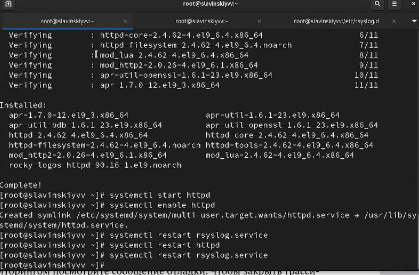 root@slavinskiyvv:~
root@slavinskiyvv:~
root@slavinskiyvv:~
root@slavinskiyvv:/etc/rsyslog.d
Verifying : httpd-core-2.4.62-4.el9_6.4.x86_64 6/11
Verifying : httpd filesystem 2.4.62 4.el9_6.4.noarch 7/11
Verifying : mod_lua 2.4.62 4.el9_6.4.x86_64 8/11
Verifying : mod_http2-2.0.26-4.el9_6.1.x86_64 9/11
Verifying : apr-util-openssl-1.6.1-23.el9.x86_64 10/11
Verifying : apr 1.7.0 12.el9_3.x86_64 11/11
Installed:
apr-1.7.0-12.el9_3.x86_64 apr-util-1.6.1-23.el9.x86_64
apr util bdb 1.6.1 23.el9.x86_64 apr util openssl 1.6.1 23.el9.x86_64
httpd 2.4.62 4.el9_6.4.x86_64 httpd core 2.4.62 4.el9_6.4.x86_64
httpd-filesystem-2.4.62-4.el9_6.4.noarch httpd-tools-2.4.62-4.el9_6.4.x86_64
mod_http2-2.0.26-4.el9_6.1.x86_64 mod_lua-2.4.62-4.el9_6.4.x86_64
rocky logos httpd 90.16 1.el9.noarch
Complete!
[root@slavinskiyvv ~]# systemctl start httpd
[root@slavinskiyvv ~]# systemctl enable httpd
Created symlink /etc/systemd/system/multi-user.target.wants/httpd.service → /usr/lib/sy
stemd/system/httpd.service.
[root@slavinskiyvv ~]# systemctl restart rsyslog.service
[root@slavinskiyvv ~]# systemctl restart httpd
[root@slavinskiyvv ~]# systemctl restart rsyslog.service
[root@slavinskiyvv ~]#